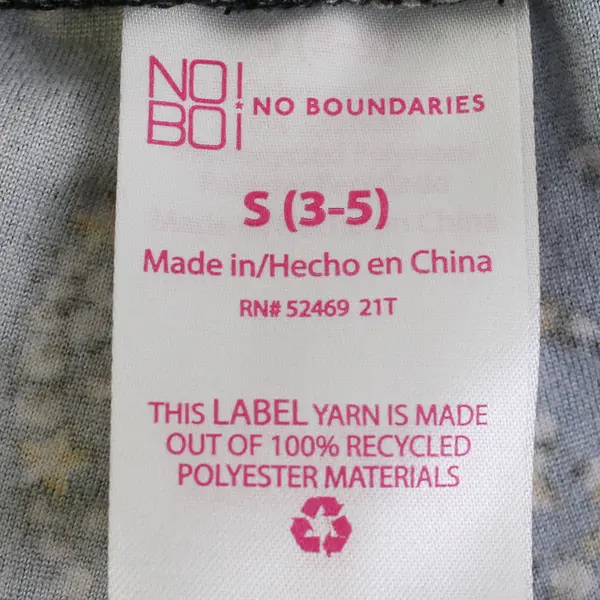 NO!
BOi
NO BOUNDARIES
S (3-5)
Made in/Hecho en China
RN# 52469 21T
THIS LABEL YARN IS MADE
OUT OF 100% RECYCLED
POLYESTER MATERIALS